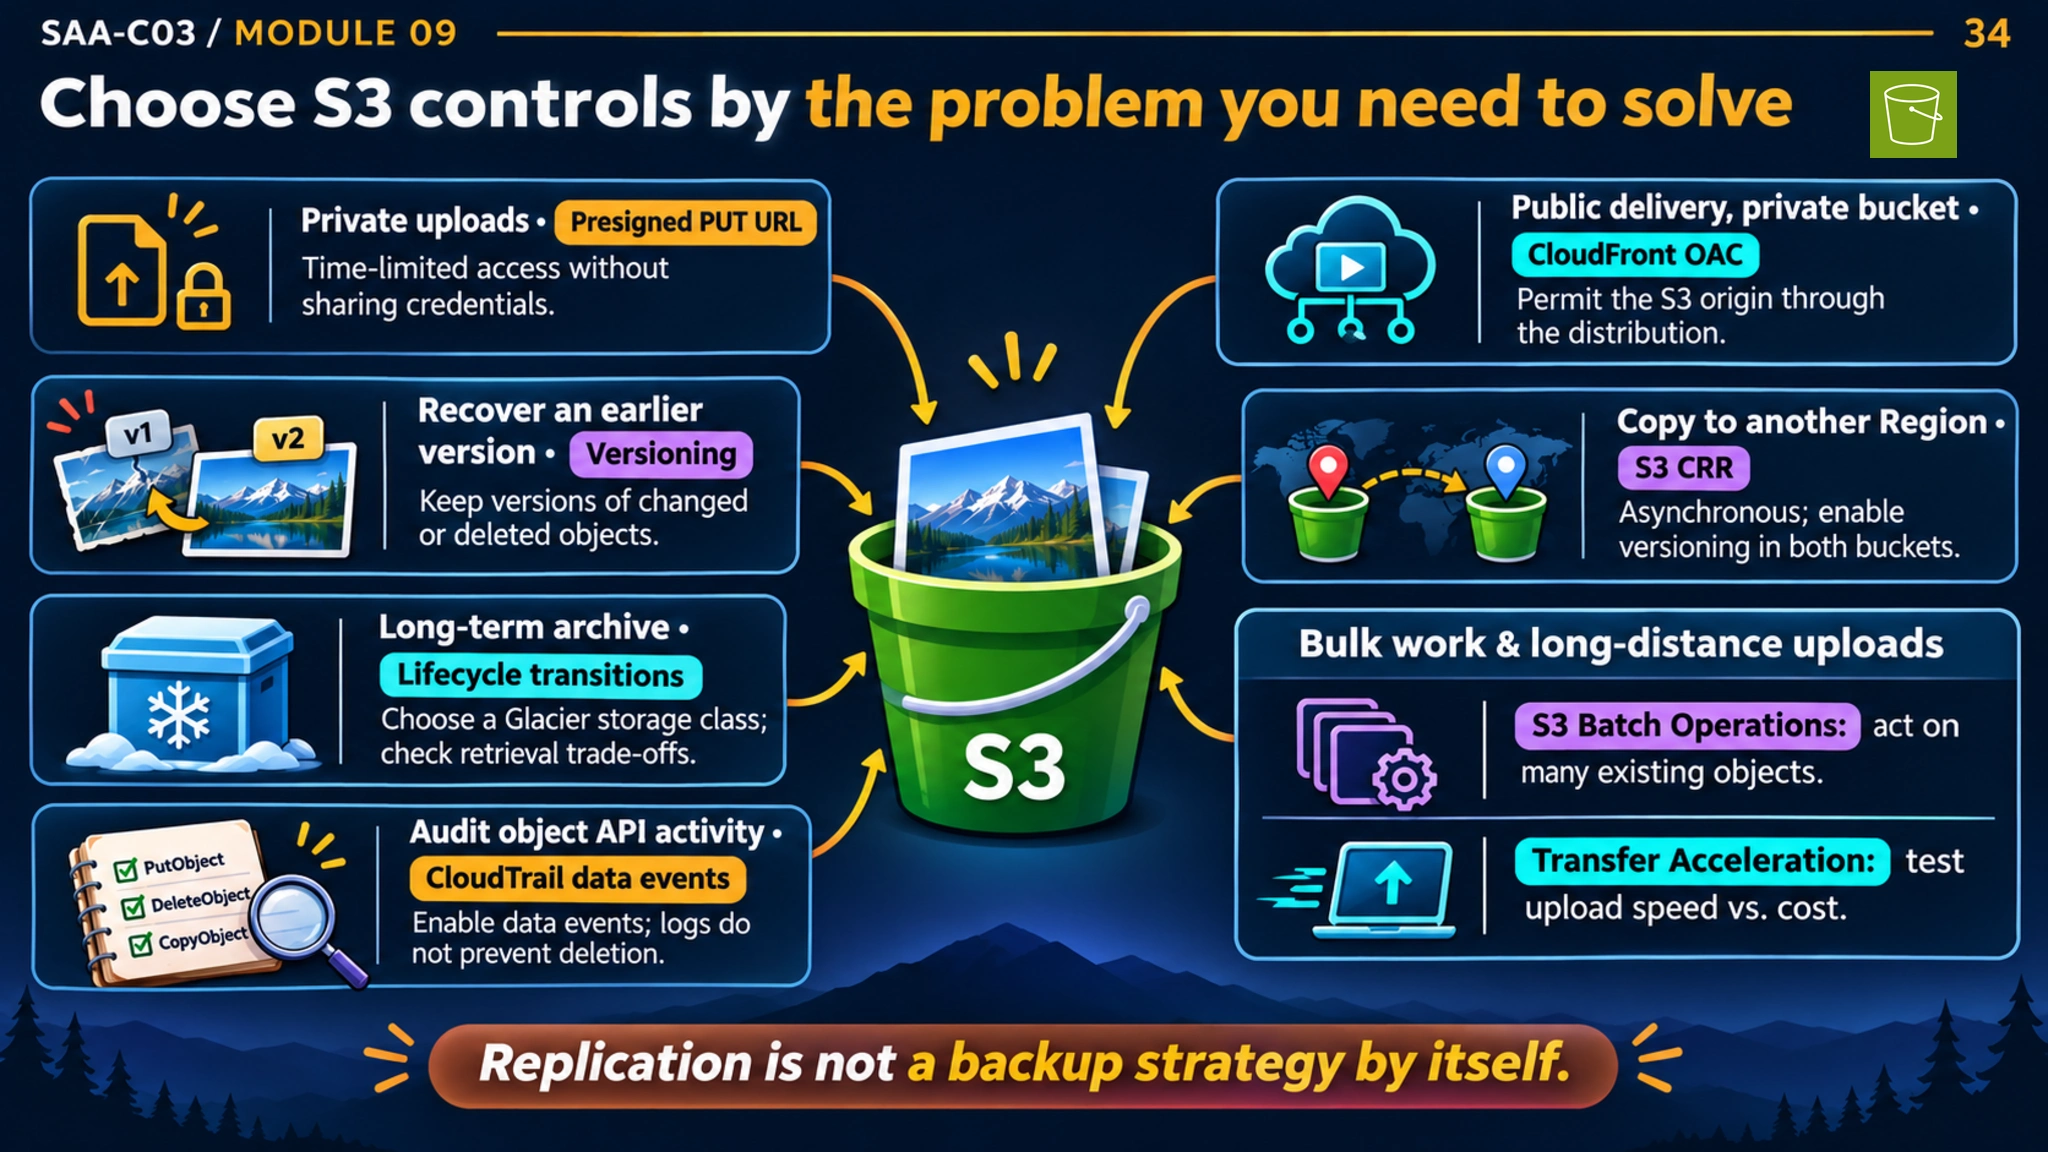 SAA-C03 / MODULE 09
34
Choose S3 controls by the problem you need to solve
Private uploads • Presigned PUT URL
Time-limited access without
sharing credentials.
v1
v2
Recover an earlier
version • Versioning
Keep versions of changed
or deleted objects.
Long-term archive •
Lifecycle transitions
Choose a Glacier storage class;
check retrieval trade-offs.
PutObject
DeleteObject
CopyObject
Audit object API activity •
CloudTrail data events
Enable data events; logs do
not prevent deletion.
S3
Public delivery, private bucket •
CloudFront OAC
Permit the S3 origin through
the distribution.
Copy to another Region •
S3 CRR
Asynchronous; enable
versioning in both buckets.
Bulk work & long-distance uploads
S3 Batch Operations: act on
many existing objects.
Transfer Acceleration: test
upload speed vs. cost.
Replication is not a backup strategy by itself.